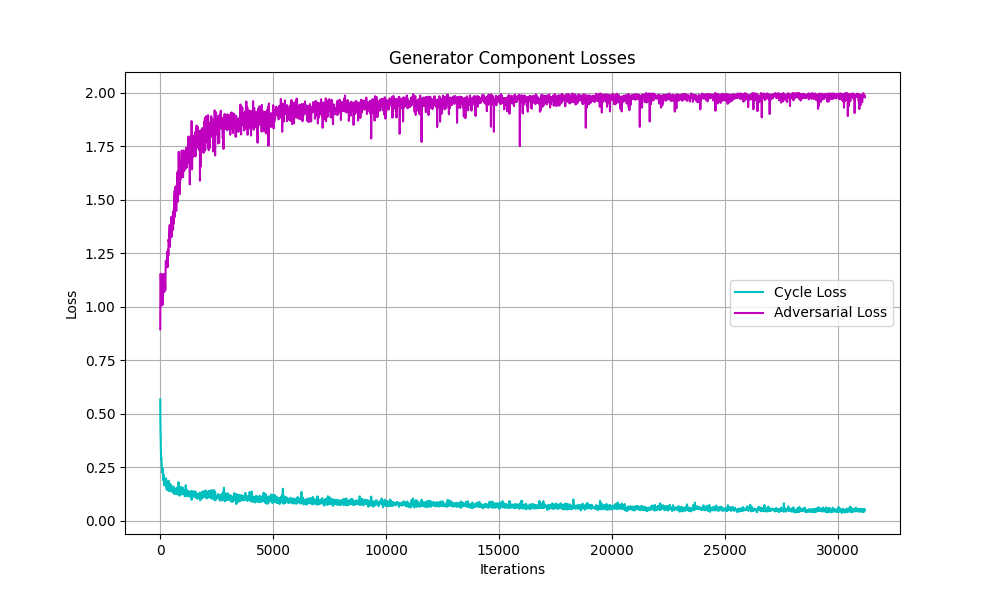 Generator Component Losses
2.00
1.75
1.50
1.25
1.00
0.75
0.50
0.25
0.00
Loss
Cycle Loss
Adversarial Loss
0 5000 10000 15000 20000 25000 30000
Iterations